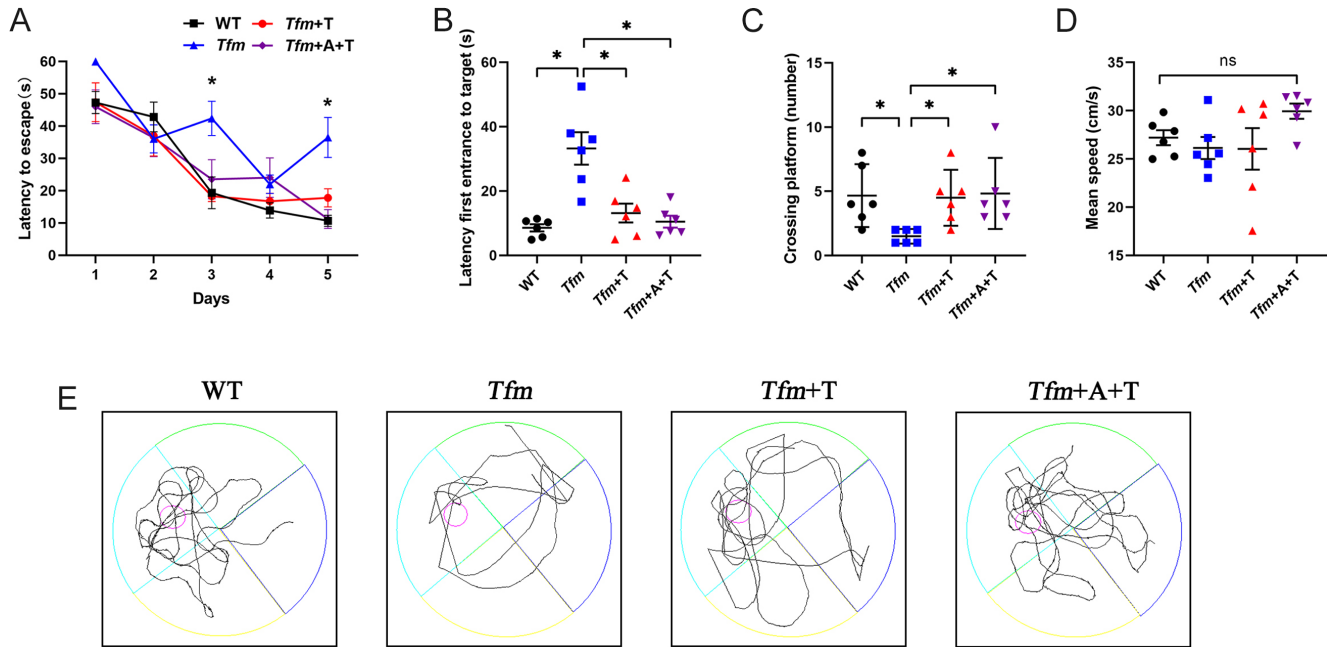 A
WT
Tfm+T
Tfm
Tfm+A+T
Latency to escape(s)
60
50
40
30
20
10
0
*
*
1 2 3 4 5
Days
B
Latency first entrance to target (s)
60
40
20
0
*
*
*
WT
Tfm
Tfm+T
Tfm+A+T
C
Crossing platform (number)
15
10
5
0
*
*
*
WT
Tfm
Tfm+T
Tfm+A+T
D
Mean speed (cm/s)
35
30
25
20
15
ns
WT
Tfm
Tfm+T
Tfm+A+T
E
WT
Tfm
Tfm+T
Tfm+A+T